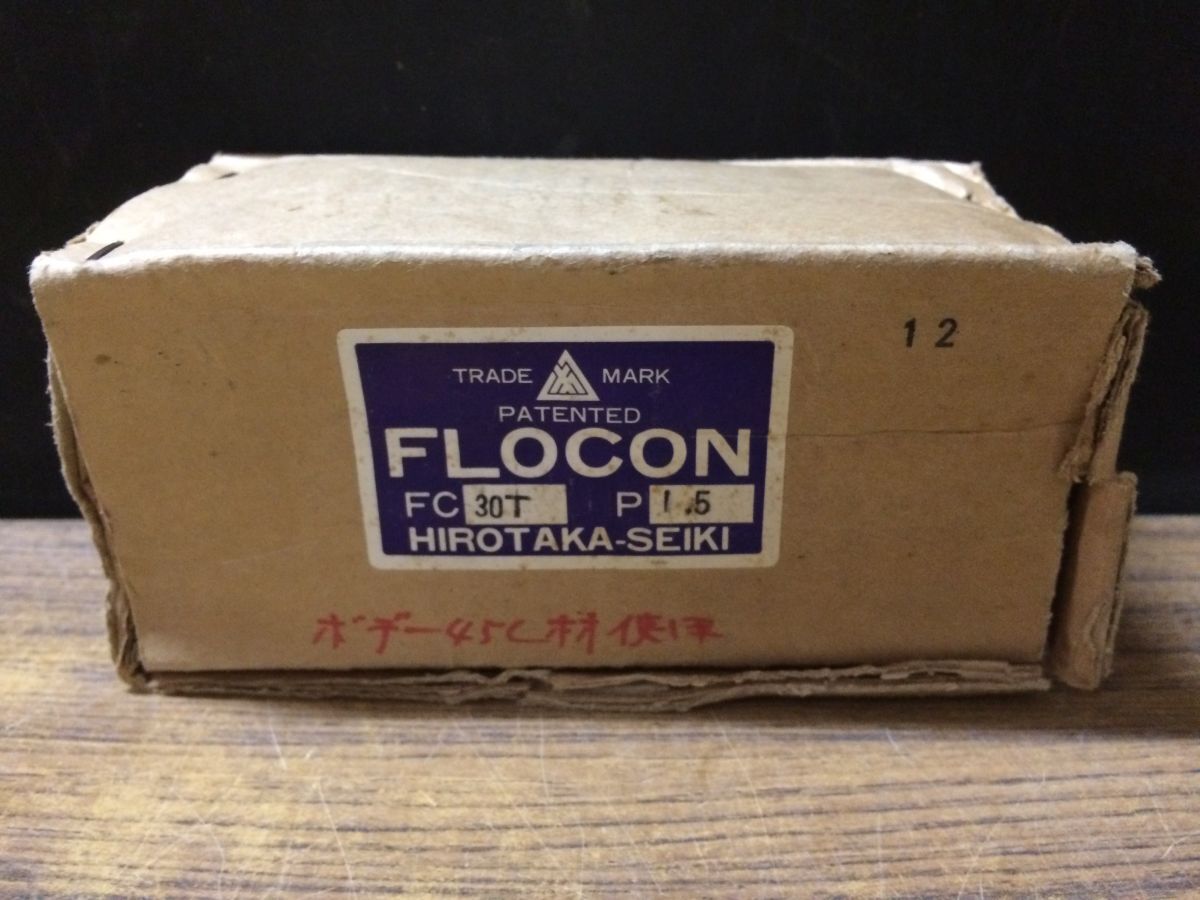 12
TRADE MARK
PATENTED
FLOCON
FC 30T P 1.5
HIROTAKA-SEIKI
ボデー45C材使用